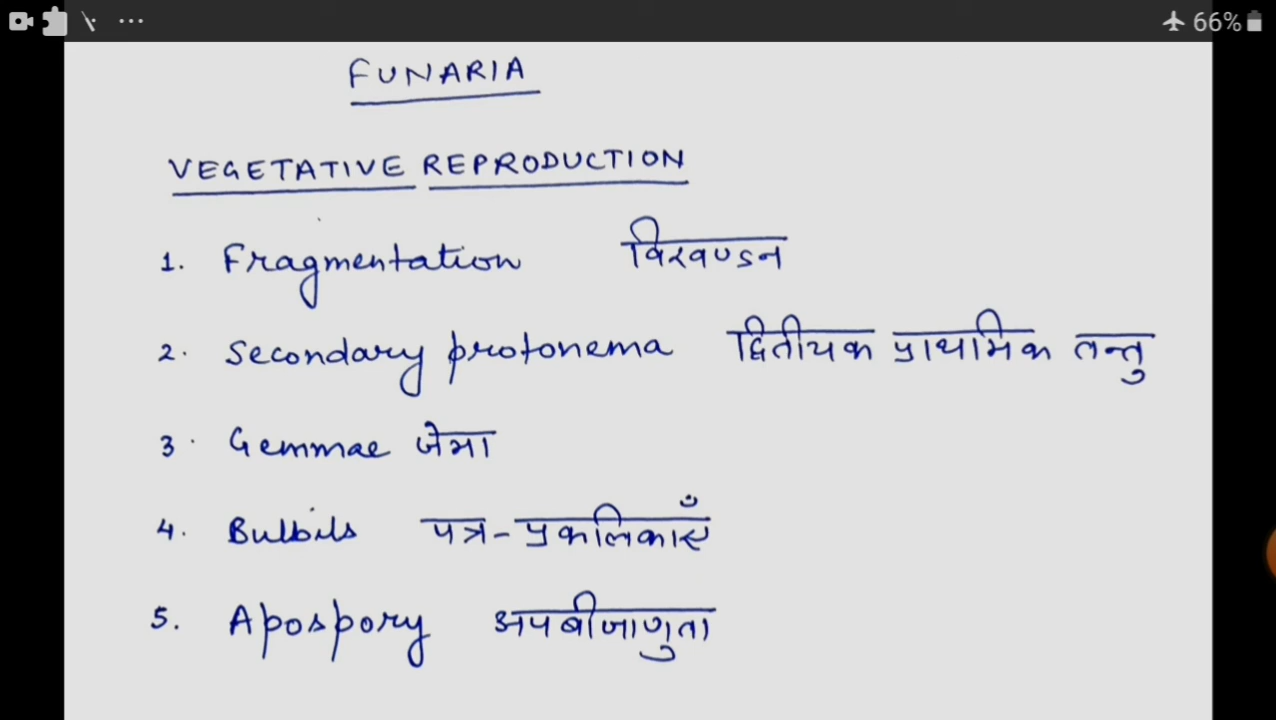 66%
FUNARIA
VEGETATIVE REPRODUCTION
1. Fragmentation विखण्डन
2. Secondary protonema द्वितीयक प्राथमिक तन्तु
3. Gemmae जेमा
4. Bulbils पत्र-प्रकलिकाएँ
5. Apospory अपबीजाणुता